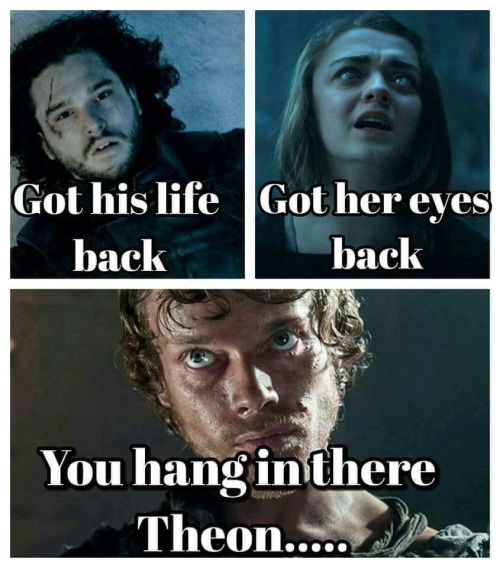 Got his life
back
Got her eyes
back
You hang in there
Theon.....